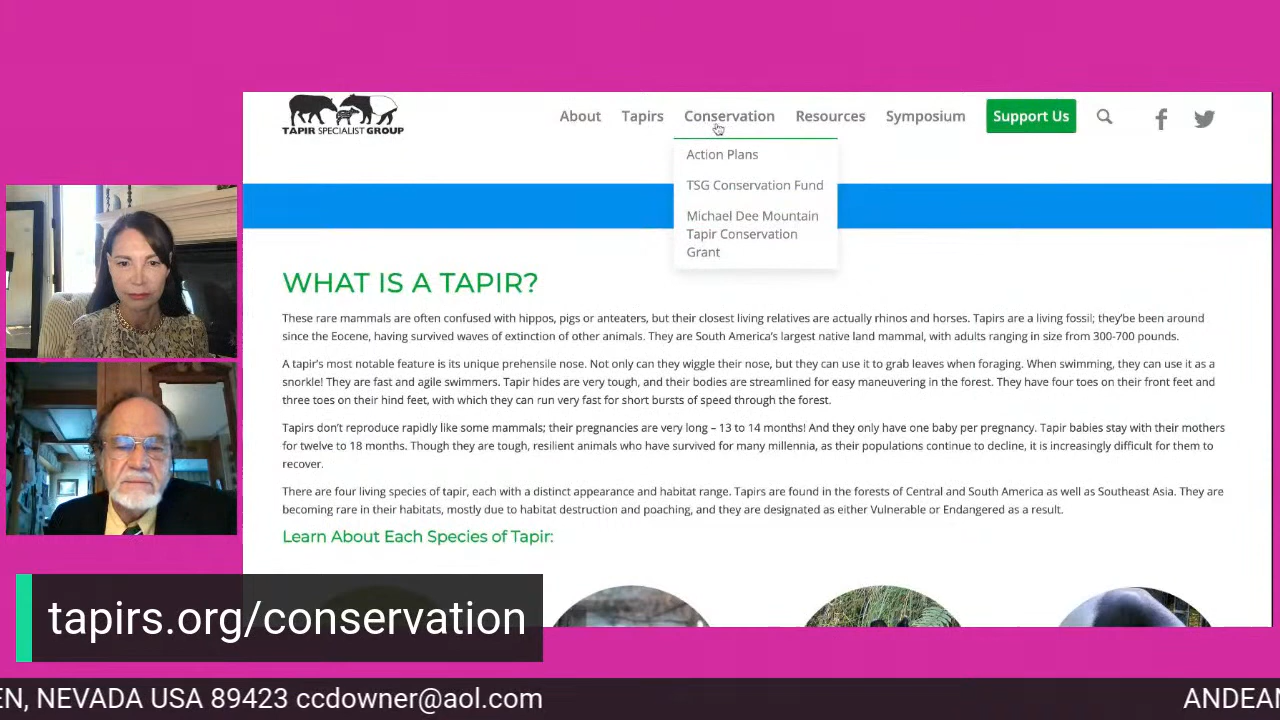 TAPIR SPECIALIST GROUP
About Tapirs Conservation Resources Symposium Support Us
Action Plans
TSG Conservation Fund
Michael Dee Mountain
Tapir Conservation
Grant
WHAT IS A TAPIR?
These rare mammals are often confused with hippos, pigs or anteaters, but their closest living relatives are actually rhinos and horses. Tapirs are a living fossil; they'be been around
since the Eocene, having survived waves of extinction of other animals. They are South America's largest native land mammal, with adults ranging in size from 300-700 pounds.
A tapir's most notable feature is its unique prehensile nose. Not only can they wiggle their nose, but they can use it to grab leaves when foraging. When swimming, they can use it as a
snorkle! They are fast and agile swimmers. Tapir hides are very tough, and their bodies are streamlined for easy maneuvering in the forest. They have four toes on their front feet and
three toes on their hind feet, with which they can run very fast for short bursts of speed through the forest.
Tapirs don't reproduce rapidly like some mammals; their pregnancies are very long – 13 to 14 months! And they only have one baby per pregnancy. Tapir babies stay with their mothers
for twelve to 18 months. Though they are tough, resilient animals who have survived for many millennia, as their populations continue to decline, it is increasingly difficult for them to
recover.
There are four living species of tapir, each with a distinct appearance and habitat range. Tapirs are found in the forests of Central and South America as well as Southeast Asia. They are
becoming rare in their habitats, mostly due to habitat destruction and poaching, and they are designated as either Vulnerable or Endangered as a result.
Learn About Each Species of Tapir:
tapirs.org/conservation
EN, NEVADA USA 89423 ccdowner@aol.com ANDEAN